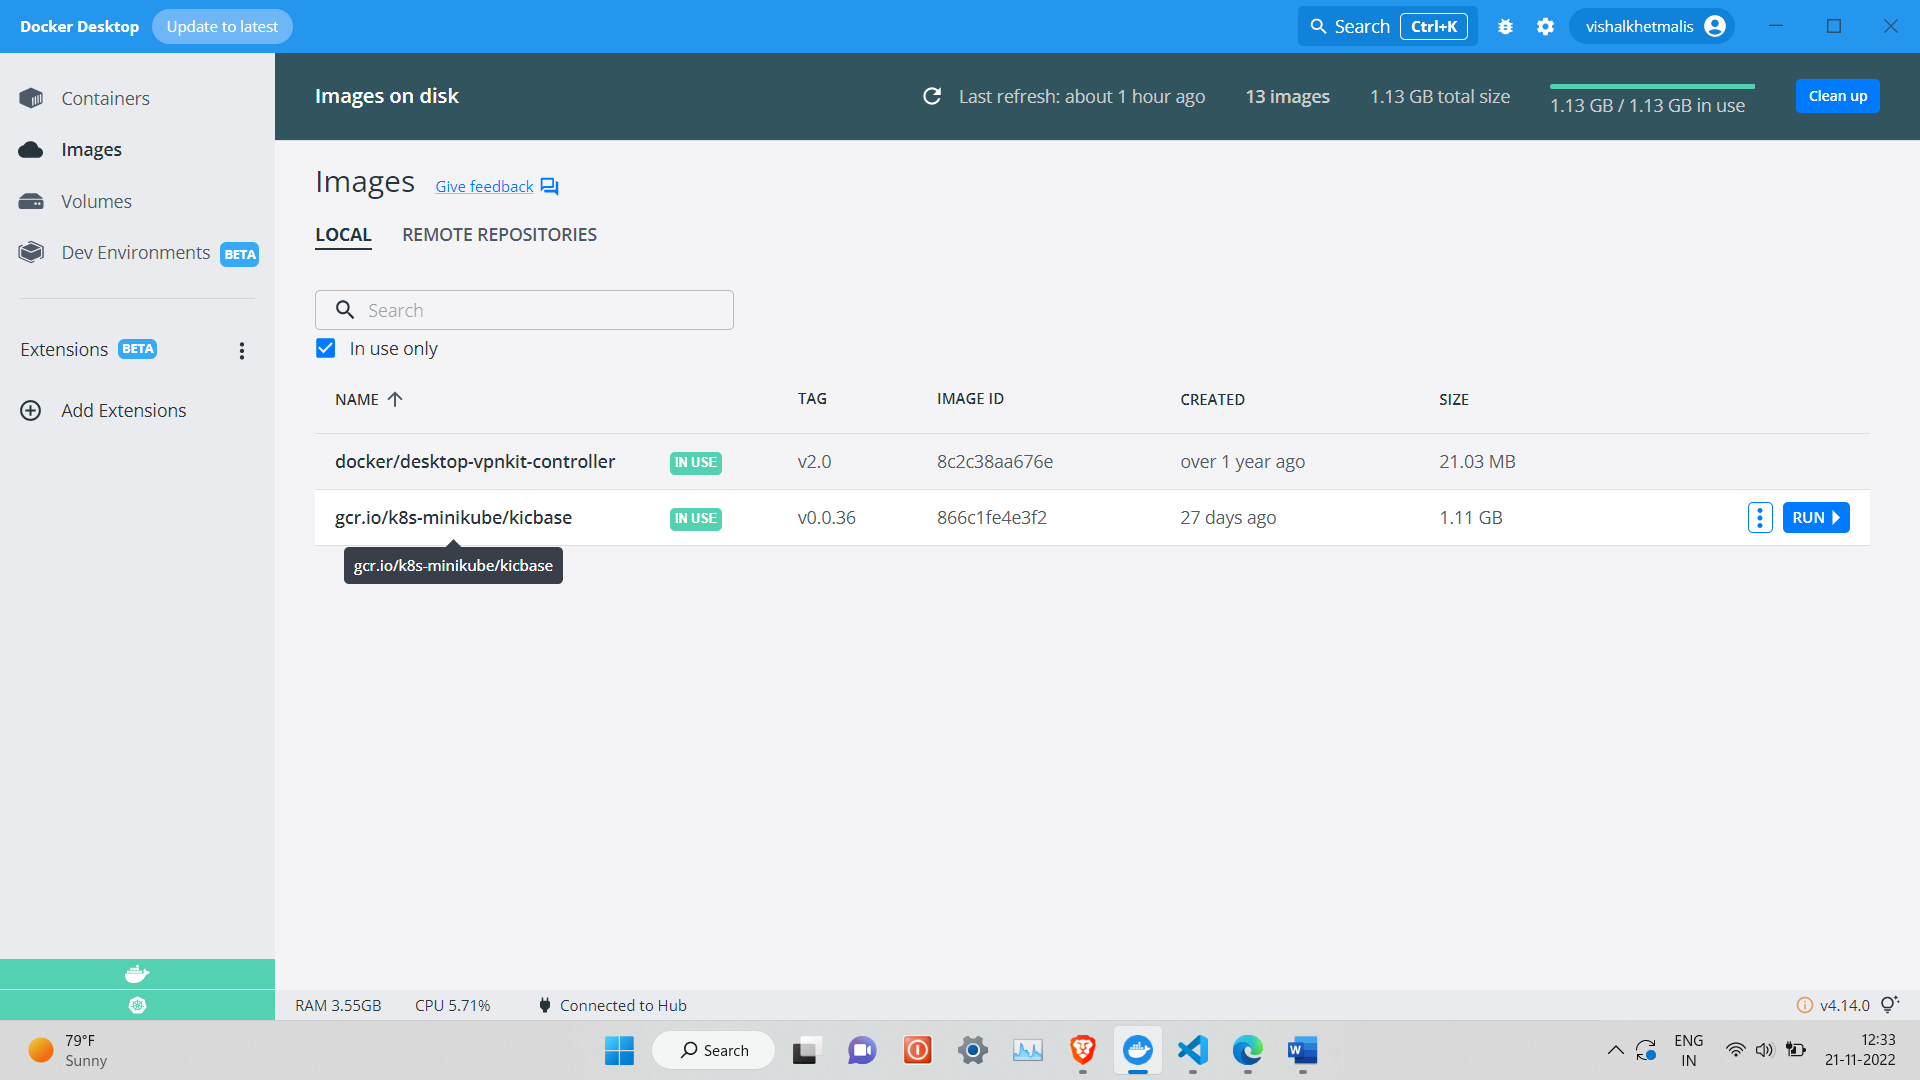 Docker Desktop Update to latest Search Ctrl+K vishalkhetmalis
Containers
Images
Volumes
Dev Environments BETA
Extensions BETA
Add Extensions
Images on disk Last refresh: about 1 hour ago 13 images 1.13 GB total size 1.13 GB / 1.13 GB in use Clean up
Images Give feedback
LOCAL REMOTE REPOSITORIES
Search
In use only
NAME TAG IMAGE ID CREATED SIZE
docker/desktop-vpnkit-controller IN USE v2.0 8c2c38aa676e over 1 year ago 21.03 MB
gcr.io/k8s-minikube/kicbase IN USE v0.0.36 866c1fe4e3f2 27 days ago 1.11 GB RUN
gcr.io/k8s-minikube/kicbase
RAM 3.55GB CPU 5.71% Connected to Hub v4.14.0
79°F
Sunny
Search
ENG
IN
12:33
21-11-2022